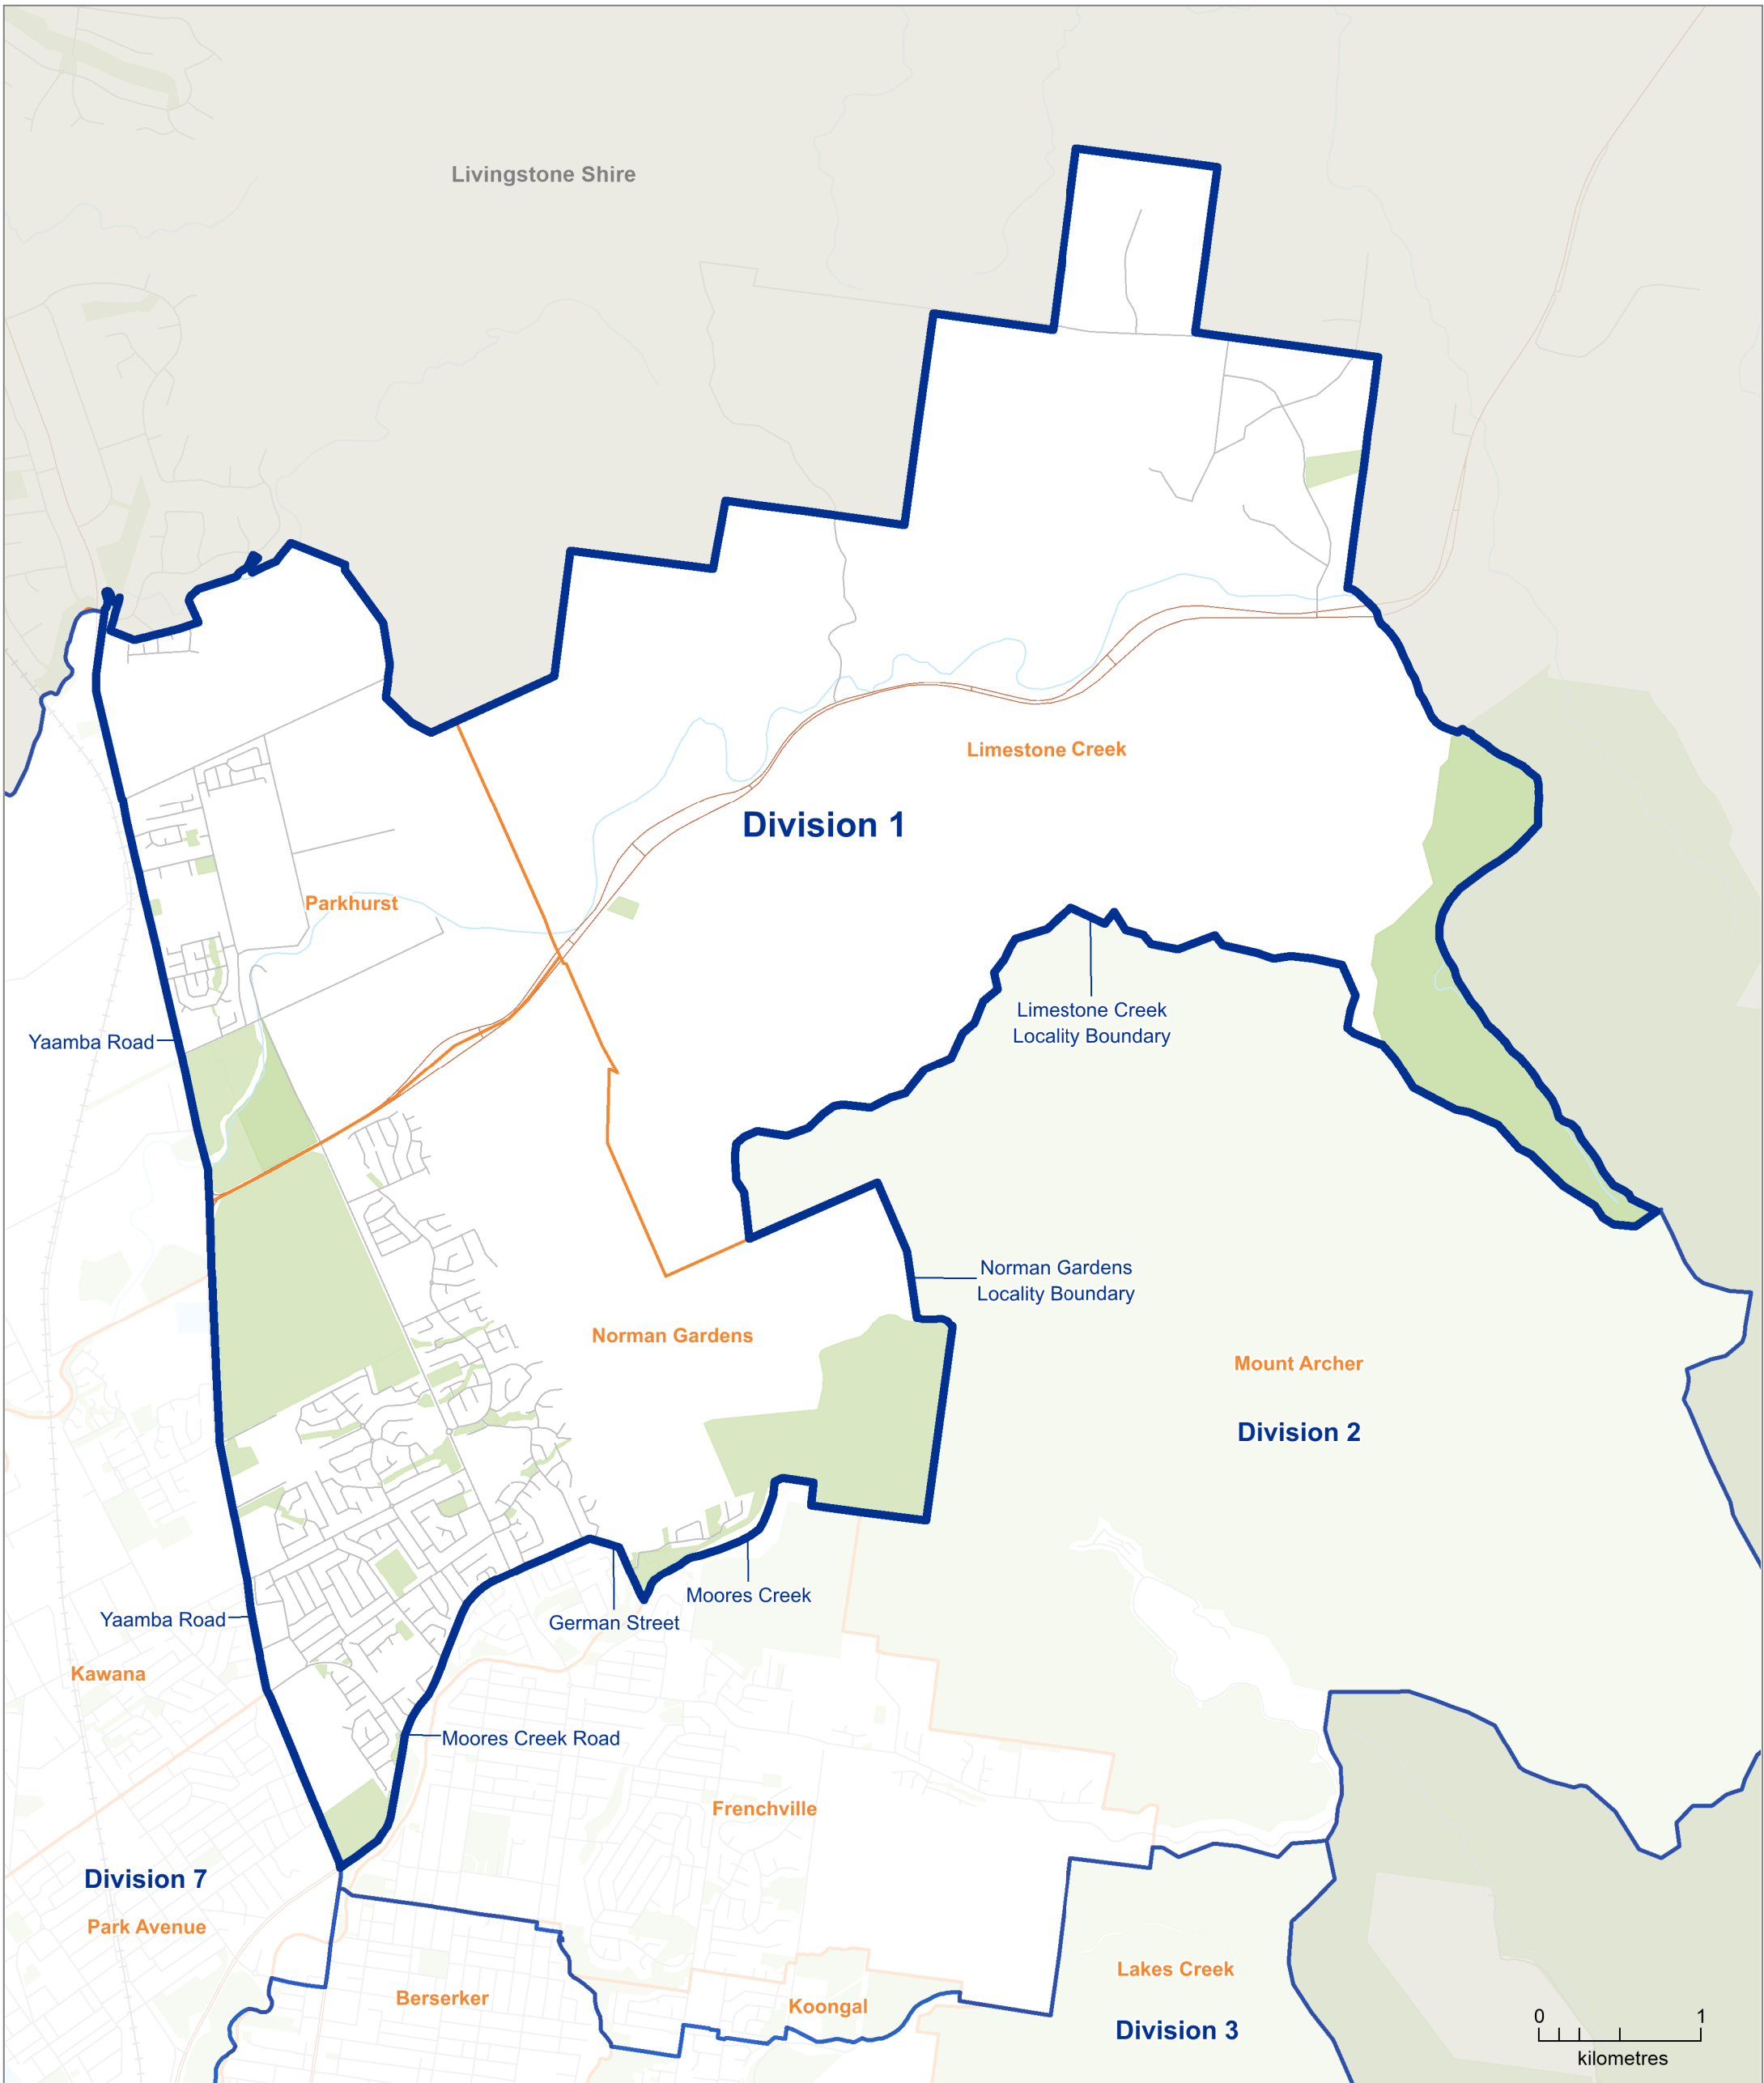 Livingstone Shire
Limestone Creek
Division 1
Parkhurst
Limestone Creek
Locality Boundary
Yaamba Road
Norman Gardens
Locality Boundary
Norman Gardens
Mount Archer
Division 2
Moores Creek
German Street
Yaamba Road
Kawana
Moores Creek Road
Frenchville
Division 7
Park Avenue
Lakes Creek
Berserker
Koongal
Division 3
0 1
kilometres